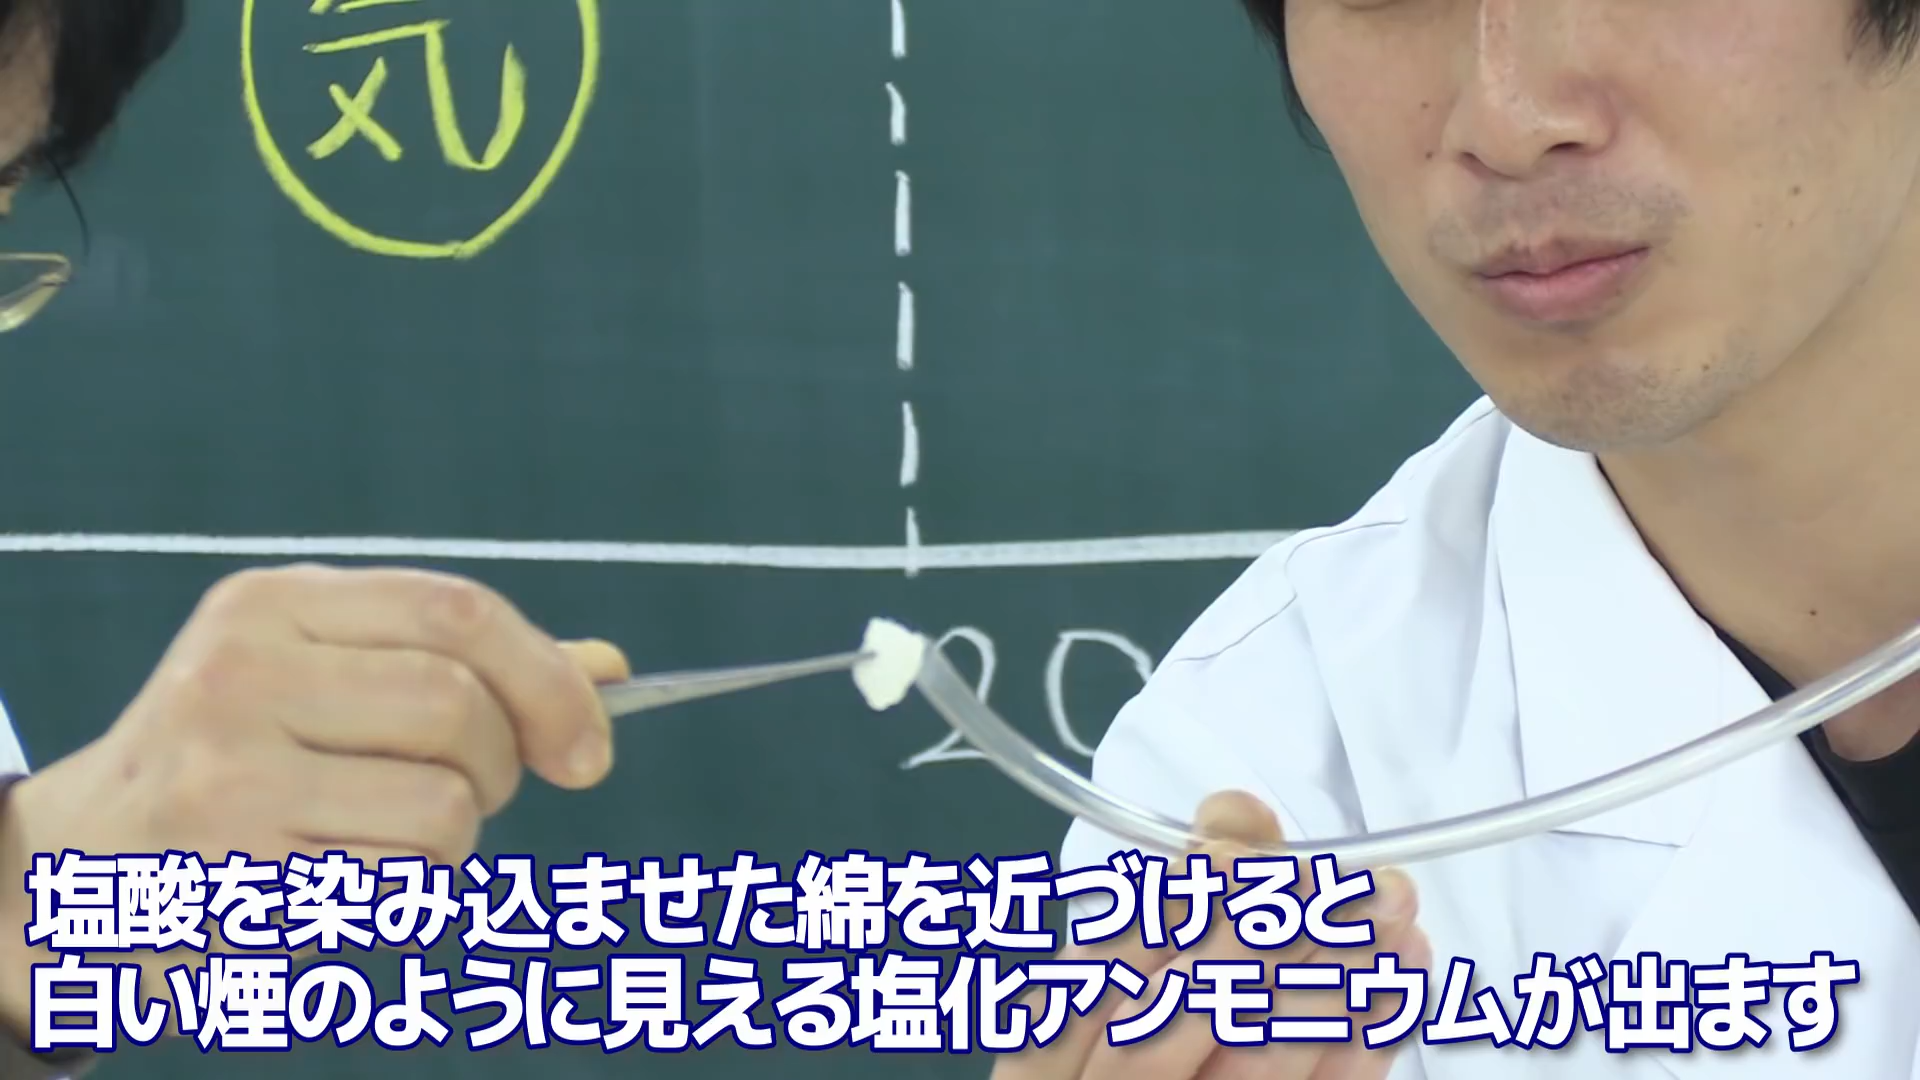 気
20
塩酸を染み込ませた綿を近づけると
白い煙のように見える塩化アンモニウムが出ます